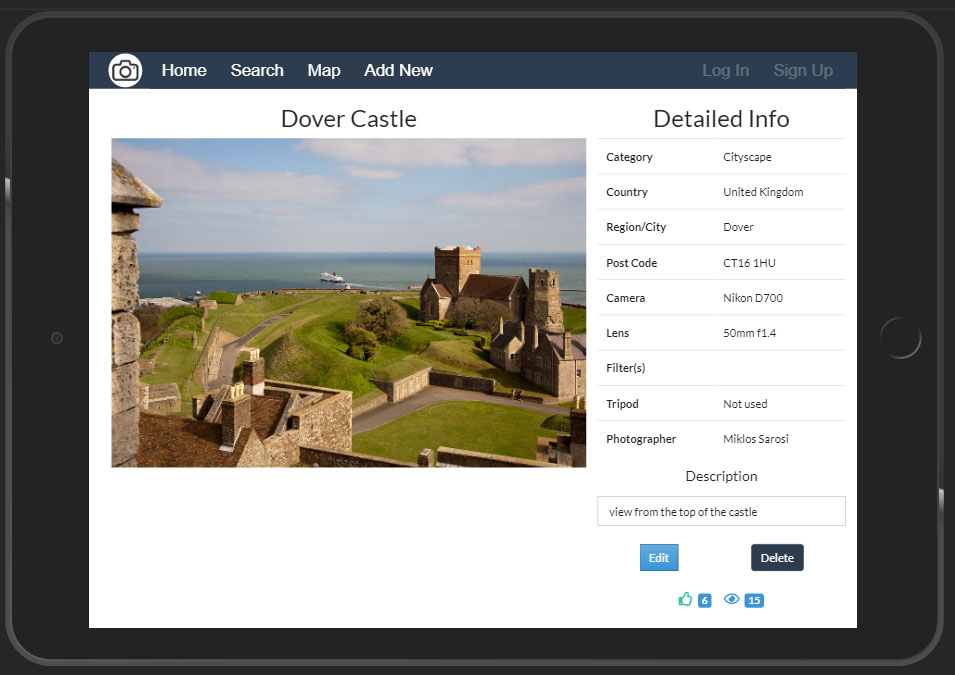 Home Search Map Add New Log In Sign Up
Dover Castle
Detailed Info
Category Cityscape
Country United Kingdom
Region/City Dover
Post Code CT16 1HU
Camera Nikon D700
Lens 50mm f1.4
Filter(s)
Tripod Not used
Photographer Miklos Sarosi
Description
view from the top of the castle
Edit Delete
6 15